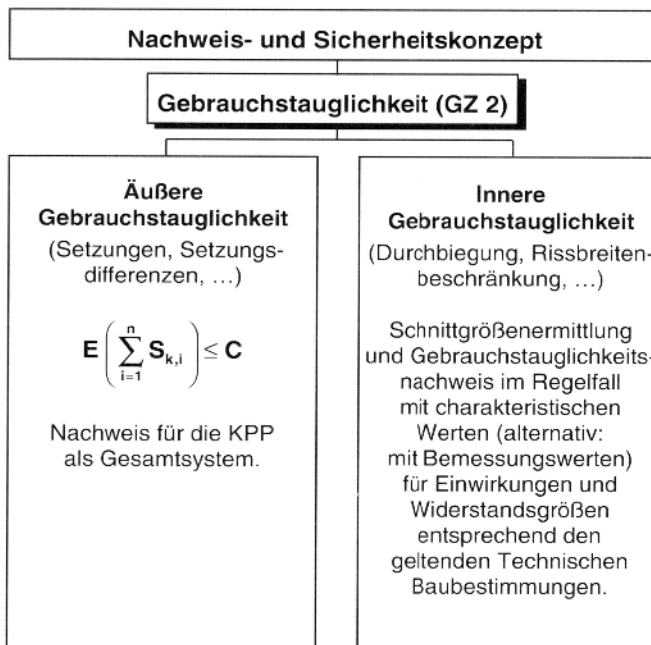 Nachweis- und Sicherheitskonzept
Gebrauchstauglichkeit (GZ 2)
Äußere
Gebrauchstauglichkeit
(Setzungen, Setzungs-
differenzen, ...)
E ( ∑_{i=1}^{n} S_{k,i} ) ≤ C
Nachweis für die KPP
als Gesamtsystem.
Innere
Gebrauchstauglichkeit
(Durchbiegung, Rissbreiten-
beschränkung, ...)
Schnittgrößenermittlung
und Gebrauchstauglichkeits-
nachweis im Regelfall
mit charakteristischen
Werten (alternativ:
mit Bemessungswerten)
für Einwirkungen und
Widerstandsgrößen
entsprechend den
geltenden Technischen
Baubestimmungen.